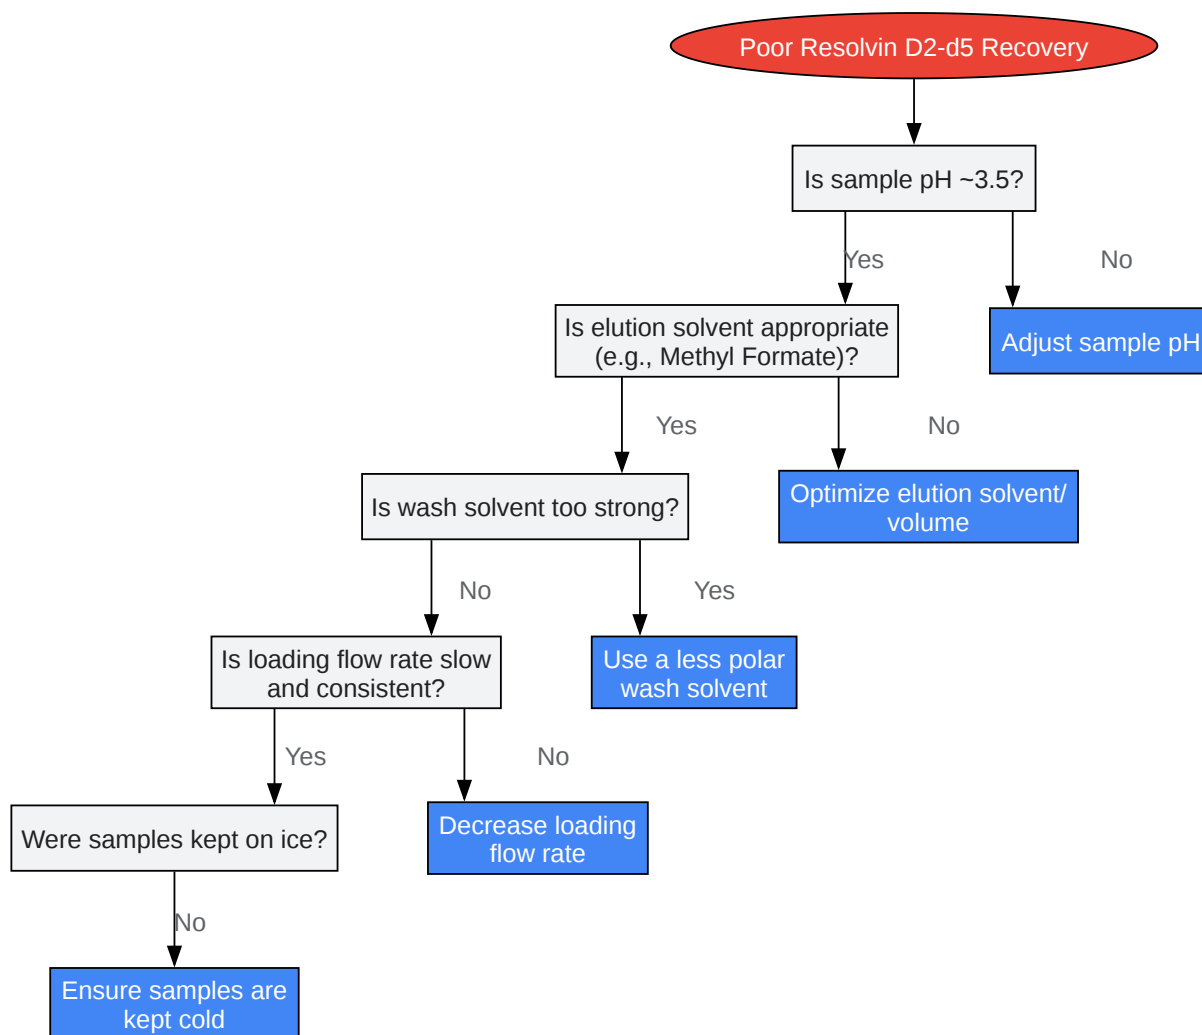 Poor Resolvin D2-d5 Recovery
Is sample pH ~3.5?
Yes
No
Is elution solvent appropriate
(e.g., Methyl Formate)?
Adjust sample pH
Yes
No
Is wash solvent too strong?
Optimize elution solvent/
volume
No
Yes
Is loading flow rate slow
and consistent?
Use a less polar
wash solvent
Yes
No
Were samples kept on ice?
Decrease loading
flow rate
No
Ensure samples are
kept cold